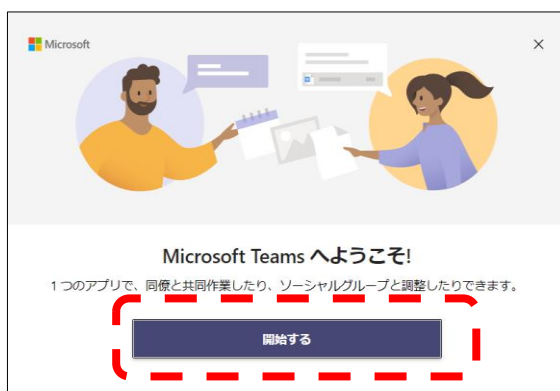 Microsoft
Microsoft Teams へようこそ!
1 つのアプリで、同僚と共同作業したり、ソーシャルグループと調整したりできます。
開始する